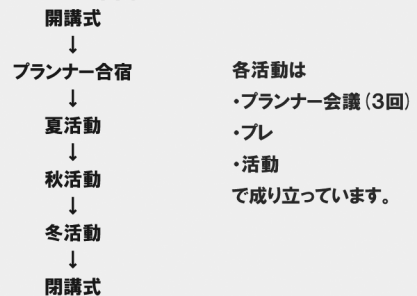 開講式
↓
プランナー合宿
↓
夏活動
↓
秋活動
↓
冬活動
↓
閉講式
各活動は
・プランナー会議（3回）
・プレ
・活動
で成り立っています。